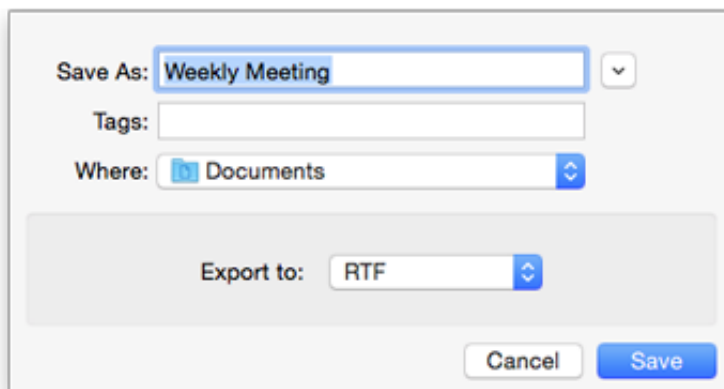 Save As: Weekly Meeting
Tags:
Where: Documents
Export to: RTF
Cancel Save